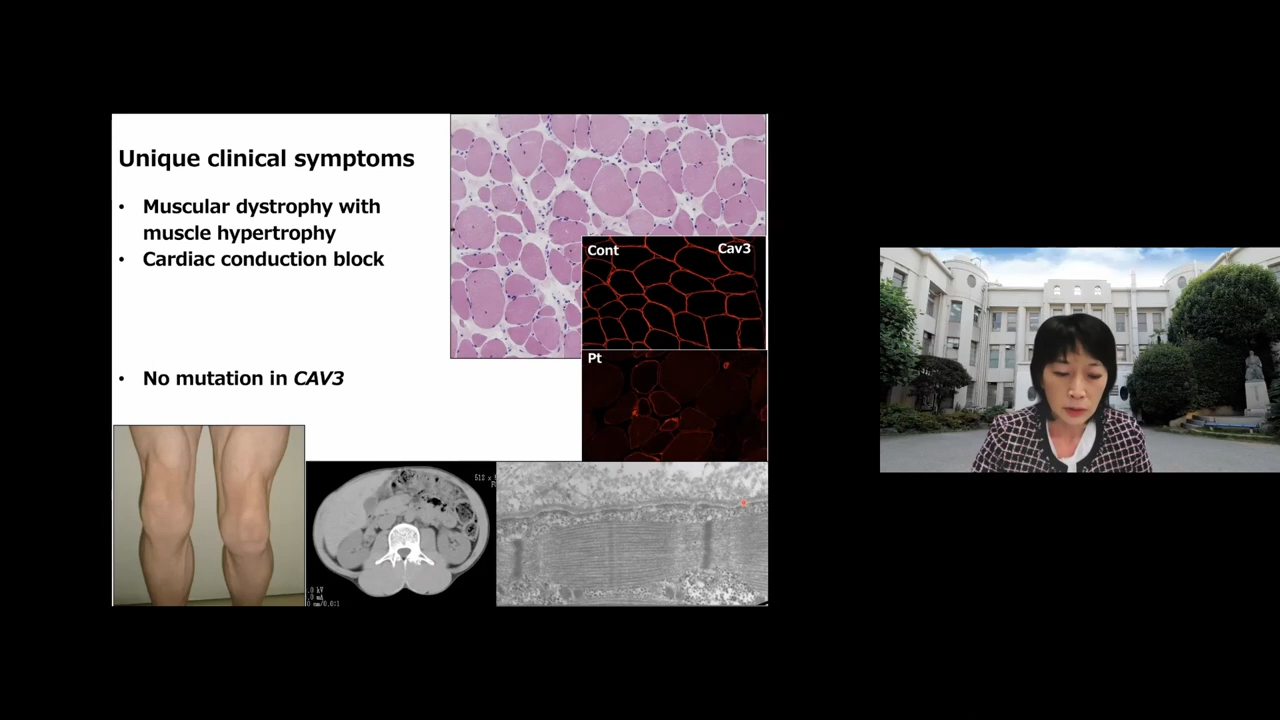 Unique clinical symptoms
• Muscular dystrophy with
muscle hypertrophy
• Cardiac conduction block
• No mutation in CAV3
Cont
Cav3
Pt